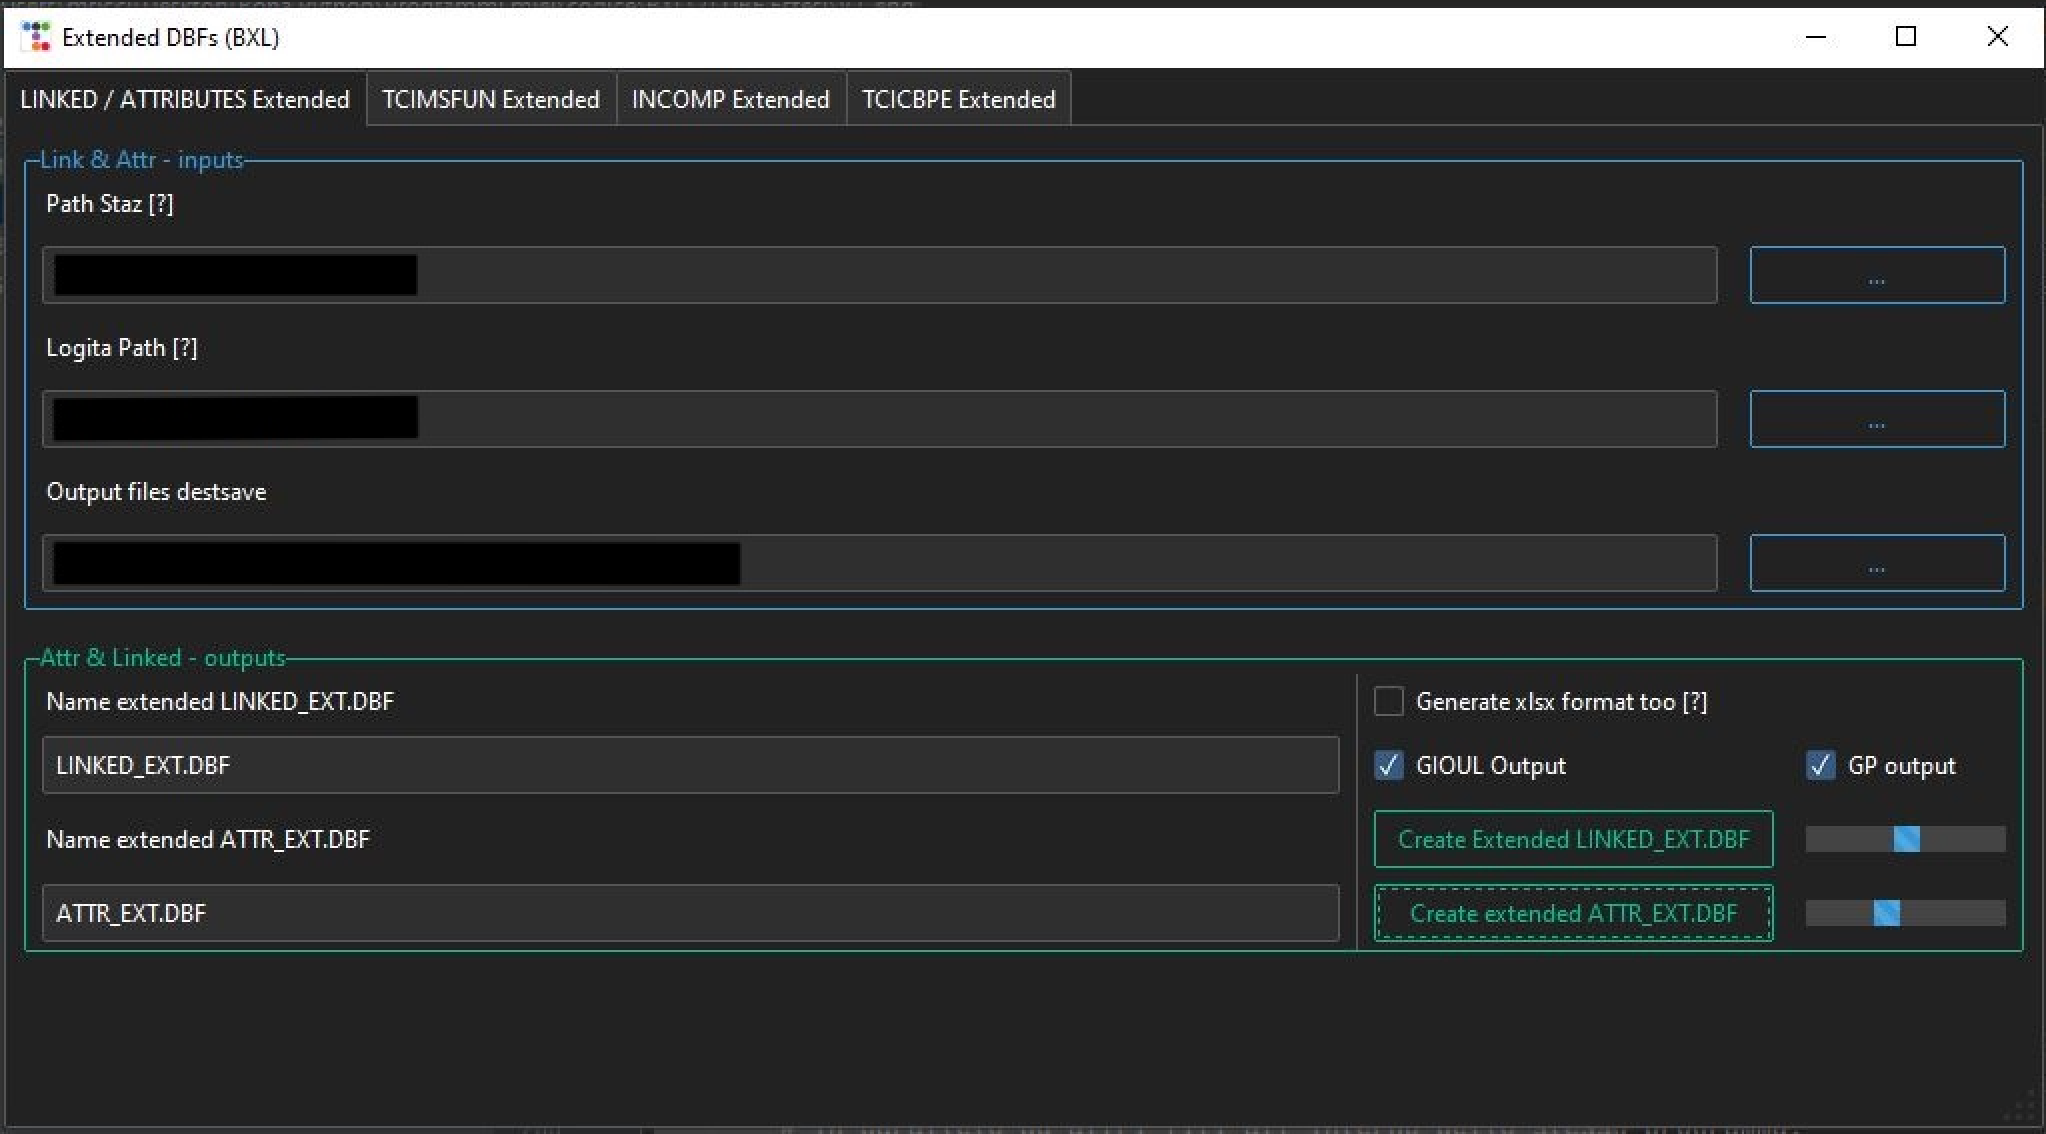 Extended DBFs (BXL)
LINKED / ATTRIBUTES Extended
TCIMSFUN Extended
INCOMP Extended
TCICBPE Extended
Link & Attr - inputs
Path Staz [?]
...
Logita Path [?]
...
Output files destsave
...
Attr & Linked - outputs
Name extended LINKED_EXT.DBF
Generate xlsx format too [?]
LINKED_EXT.DBF
GIOUL Output
GP output
Name extended ATTR_EXT.DBF
Create Extended LINKED_EXT.DBF
ATTR_EXT.DBF
Create extended ATTR_EXT.DBF